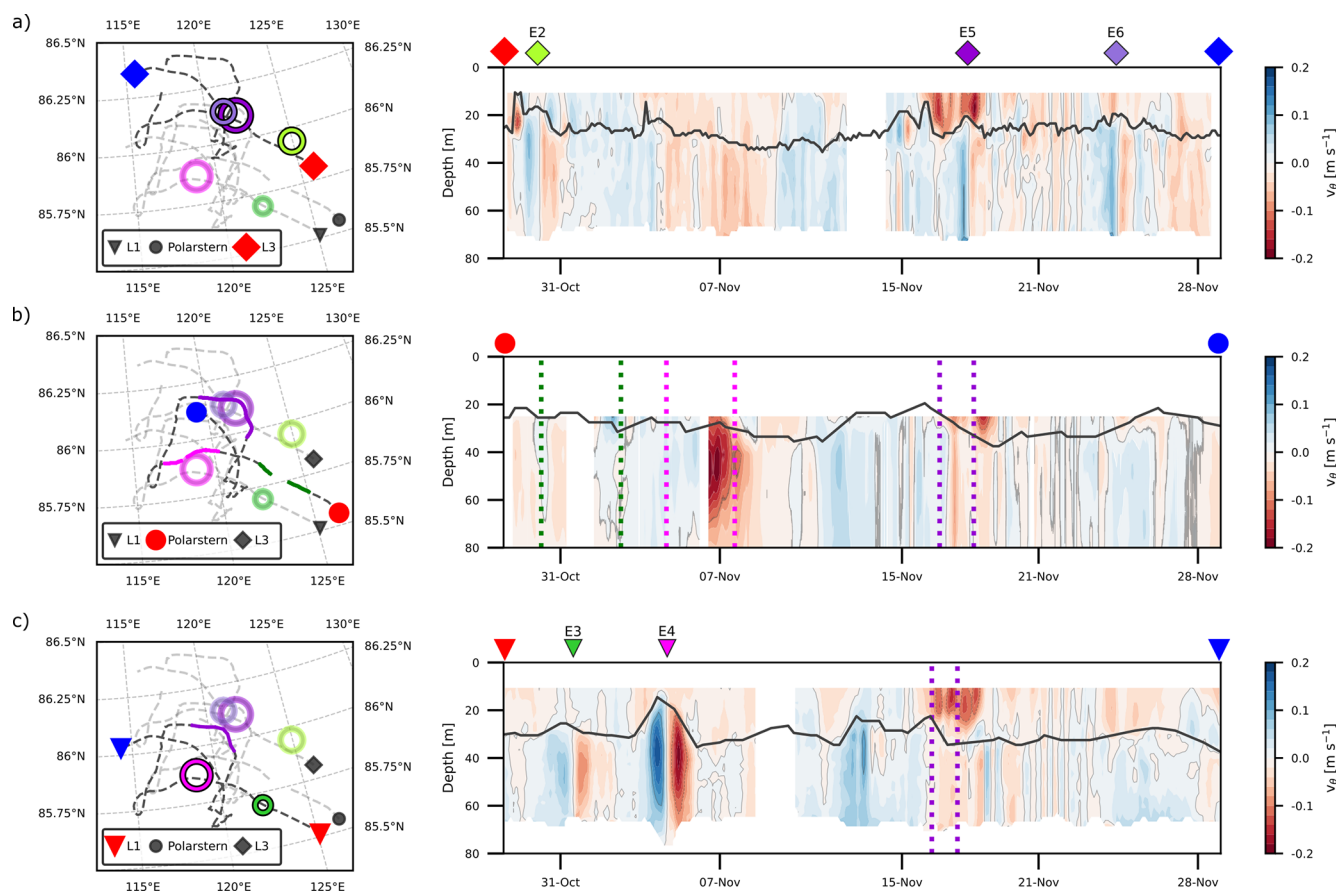 a)
115°E 120°E 125°E 130°E
86.5°N 86.25°N
86.25°N 86°N
86°N 85.75°N
85.75°N 85.5°N
L1 Polarstern L3
115°E 120°E 125°E
E2 E5 E6
0
20
40
60
80
Depth [m]
31-Oct 07-Nov 15-Nov 21-Nov 28-Nov
0.2
0.1
0.0
-0.1
-0.2
vθ [m s⁻¹]
b)
115°E 120°E 125°E 130°E
86.5°N 86.25°N
86.25°N 86°N
86°N 85.75°N
85.75°N 85.5°N
L1 Polarstern L3
115°E 120°E 125°E
0
20
40
60
80
Depth [m]
31-Oct 07-Nov 15-Nov 21-Nov 28-Nov
0.2
0.1
0.0
-0.1
-0.2
vθ [m s⁻¹]
c)
115°E 120°E 125°E 130°E
86.5°N 86.25°N
86.25°N 86°N
86°N 85.75°N
85.75°N 85.5°N
L1 Polarstern L3
115°E 120°E 125°E
E3 E4
0
20
40
60
80
Depth [m]
31-Oct 07-Nov 15-Nov 21-Nov 28-Nov
0.2
0.1
0.0
-0.1
-0.2
vθ [m s⁻¹]